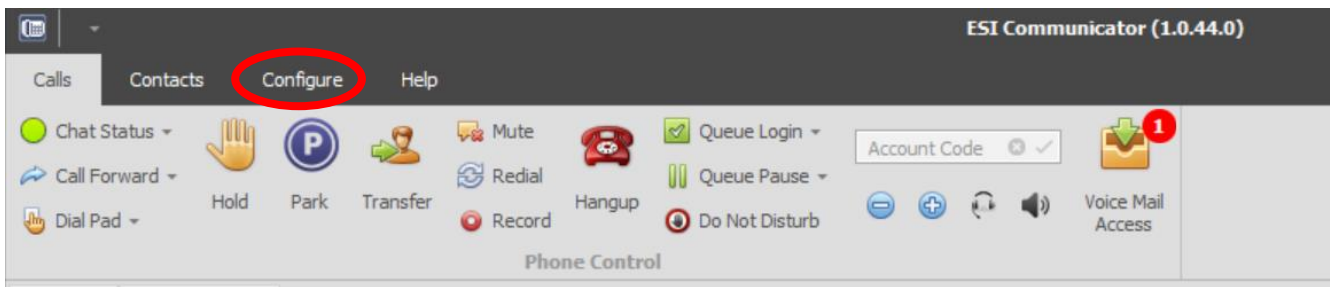 ESI Communicator (1.0.44.0)
Calls Contacts Configure Help
Chat Status
Call Forward
Dial Pad
Hold
P
Park
Transfer
Mute
Redial
Record
Hangup
Queue Login
Queue Pause
Do Not Disturb
Account Code
1
Voice Mail
Access
Phone Control